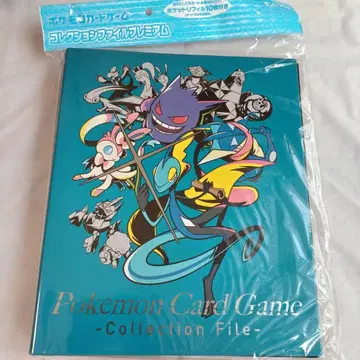 ポケモンカードゲーム
コレクションファイルプレミアム
ポケットリフィル10枚付き
Pokémon Card Game
-Collection File-